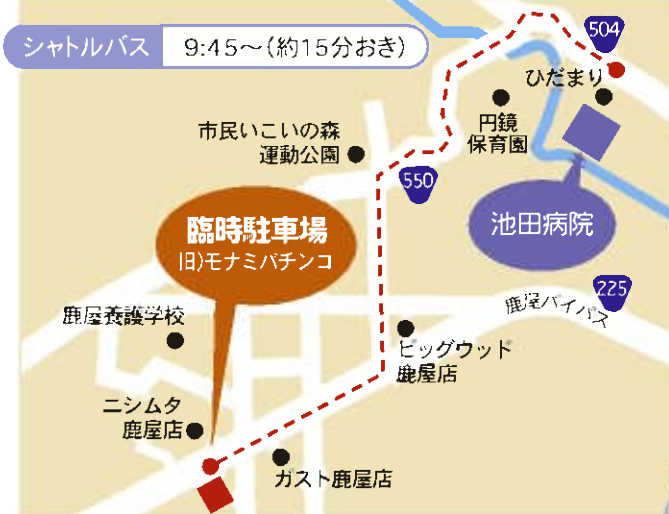 シャトルバス 9:45~(約15分おき)
504
ひだまり
円鏡
保育園
市民いこいの森
運動公園
550
池田病院
臨時駐車場
旧)モナミパチンコ
225
鹿屋バイパス
鹿屋養護学校
ビッグウッド
鹿屋店
ニシムタ
鹿屋店
ガスト鹿屋店